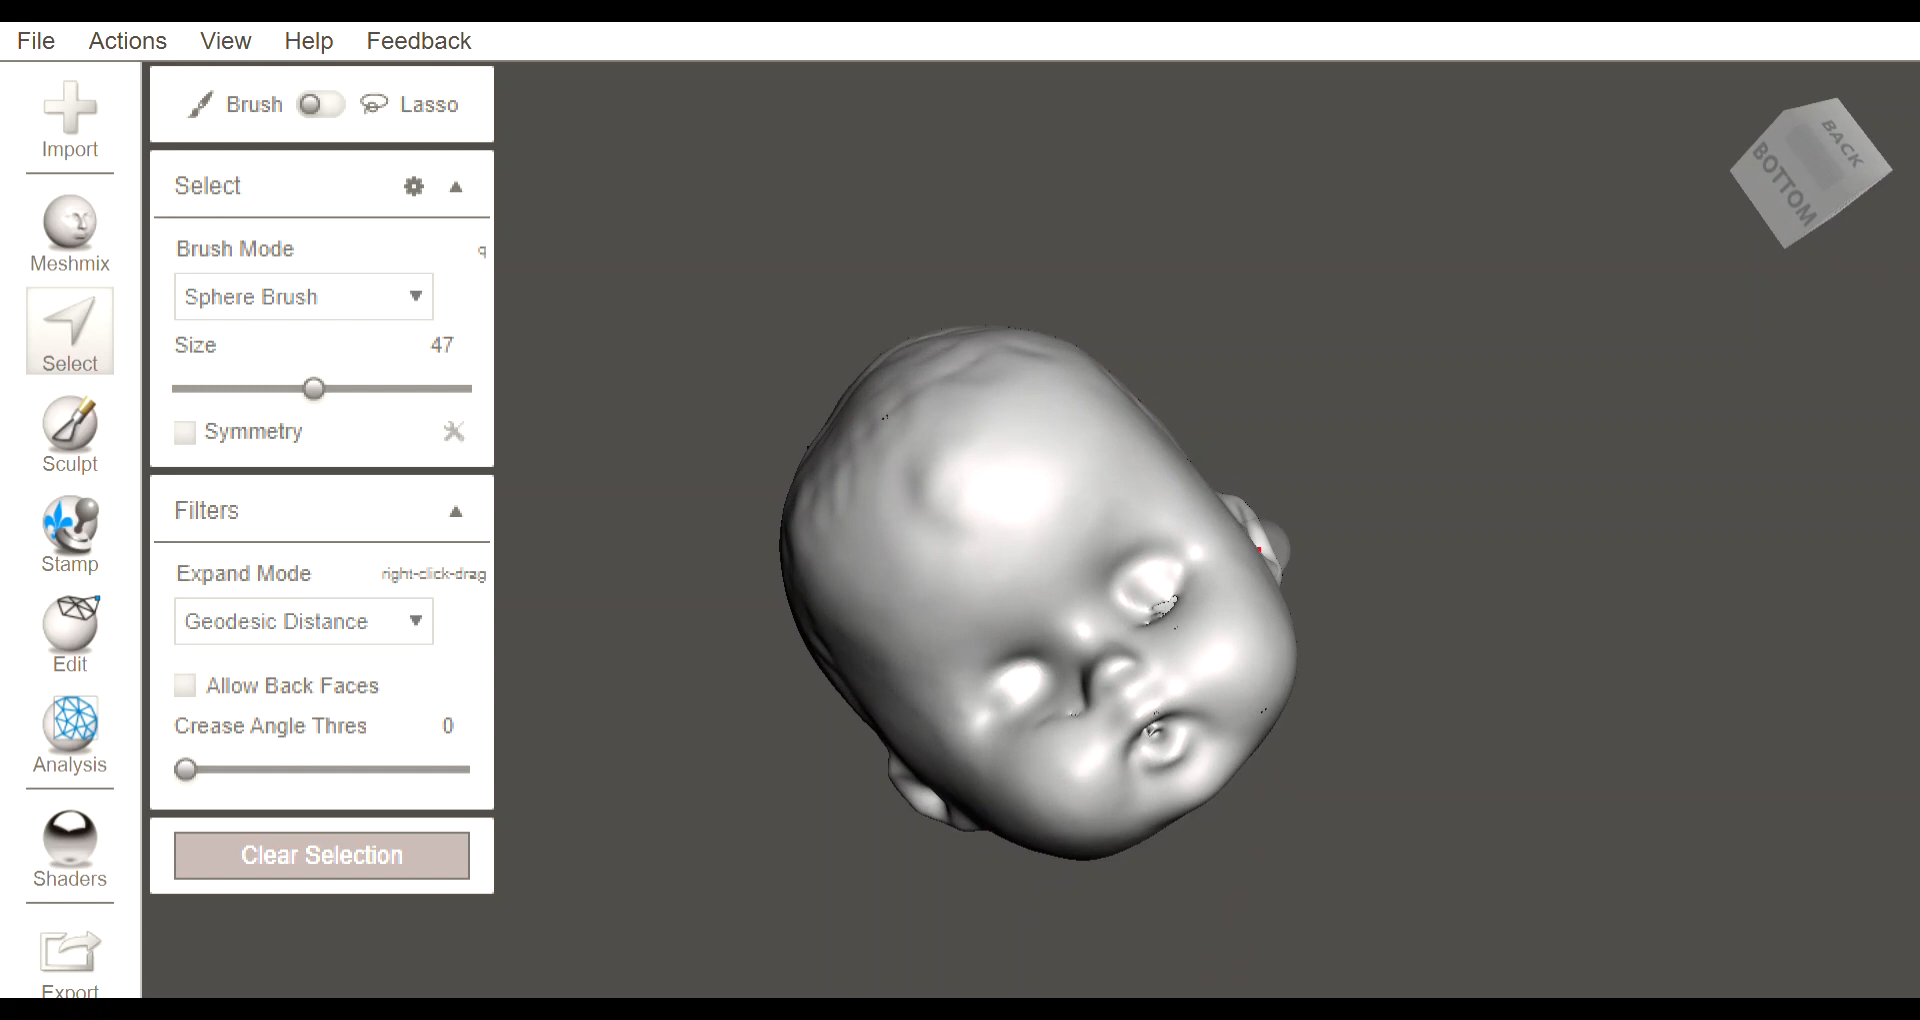 File Actions View Help Feedback
Import
Meshmix
Select
Sculpt
Stamp
Edit
Analysis
Shaders
Export
Brush Lasso
Select
Brush Mode q
Sphere Brush
Size 47
Symmetry
Filters
Expand Mode right-click-drag
Geodesic Distance
Allow Back Faces
Crease Angle Thres 0
Clear Selection
BACK
BOTTOM